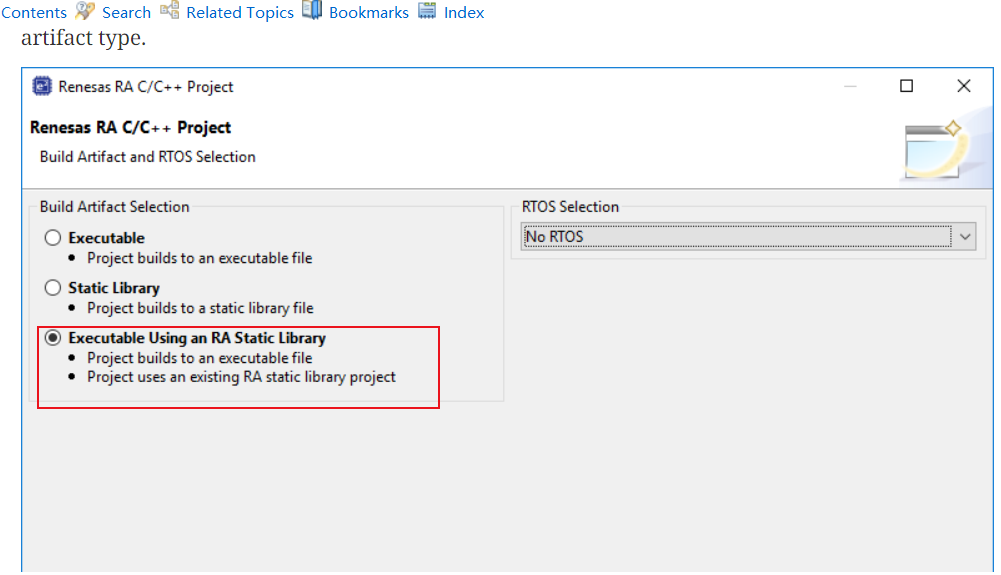 Contents Search Related Topics Bookmarks Index
artifact type.
Renesas RA C/C++ Project
Renesas RA C/C++ Project
Build Artifact and RTOS Selection
Build Artifact Selection
Executable
• Project builds to an executable file
Static Library
• Project builds to a static library file
Executable Using an RA Static Library
• Project builds to an executable file
• Project uses an existing RA static library project
RTOS Selection
No RTOS